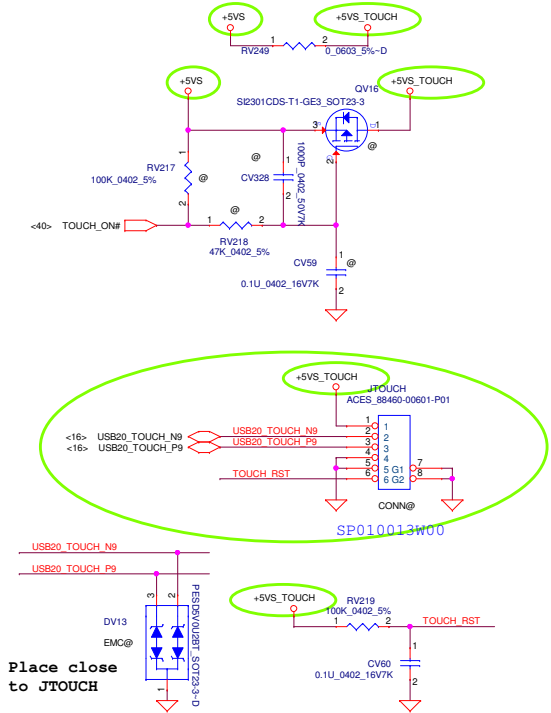 +5VS +5VS_TOUCH
1 2
RV249 0_0603_5%~D
+5VS +5VS_TOUCH
QV16
SI2301CDS-T1-GE3_SOT23-3
3 S D 1
G 2
@
1
RV217 @
100K_0402_5%
2
@ 1
CV328
2
1000P_0402_50V7K
<40> TOUCH_ON#
@
1 2
RV218
47K_0402_5%
CV59 1 @
0.1U_0402_16V7K 2
+5VS_TOUCH
JTOUCH
ACES_88460-00601-P01
1 1
<16> USB20_TOUCH_N9 USB20_TOUCH_N9 2 2
<16> USB20_TOUCH_P9 USB20_TOUCH_P9 3 3
4 4
5 5 G1 7
TOUCH_RST 6 6 G2 8
CONN@
SP010013W00
USB20_TOUCH_N9
USB20_TOUCH_P9
3 2
DV13
EMC@
1
PESD5V0U2BT_SOT23-3~D
Place close
to JTOUCH
+5VS_TOUCH
RV219
100K_0402_5%
1 2 TOUCH_RST
1
CV60
0.1U_0402_16V7K
2